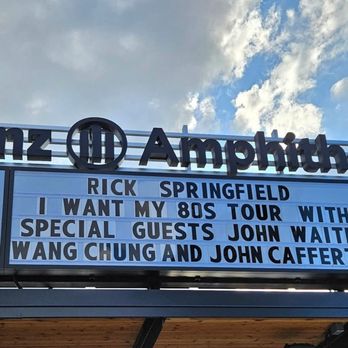 nz Amphith
RICK SPRINGFIELD
I WANT MY 80S TOUR WITH
SPECIAL GUESTS JOHN WAIT
WANG CHUNG AND JOHN CAFFERT